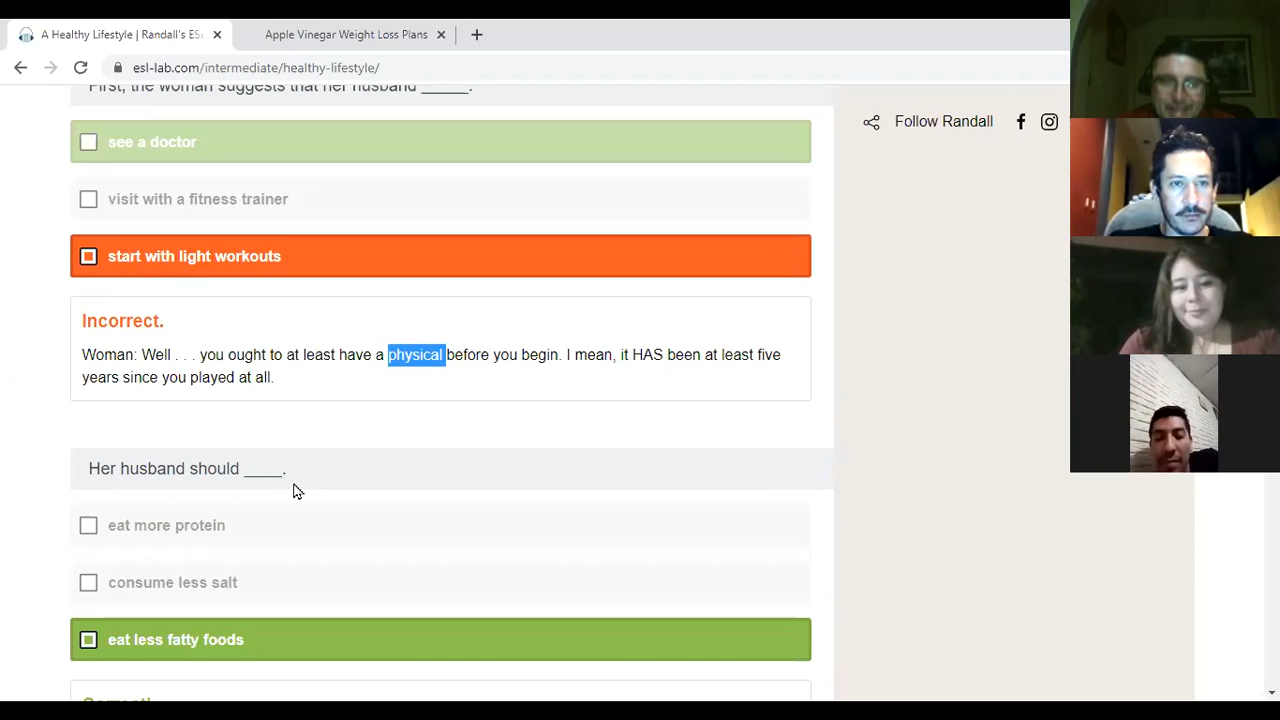 A Healthy Lifestyle | Randall's ES
Apple Vinegar Weight Loss Plans
esl-lab.com/intermediate/healthy-lifestyle/
First, the woman suggests that her husband _____.
Follow Randall
see a doctor
visit with a fitness trainer
start with light workouts
Incorrect.
Woman: Well . . . you ought to at least have a physical before you begin. I mean, it HAS been at least five
years since you played at all.
Her husband should ____.
eat more protein
consume less salt
eat less fatty foods
Correct!